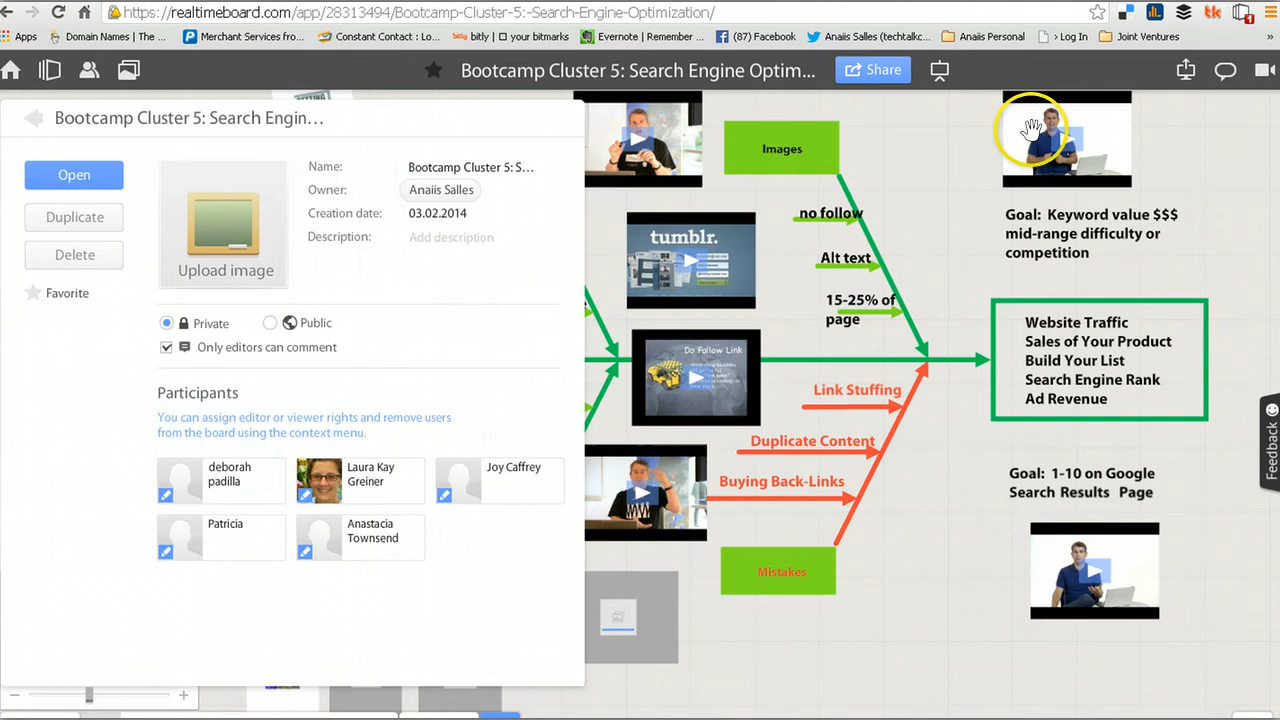 https://realtimeboard.com/app/28313494/Bootcamp-Cluster-5:-Search-Engine-Optimization/
Apps
Domain Names | The ...
Merchant Services fro...
Constant Contact : Lo...
bitly | your bitmarks
Evernote | Remember ...
(87) Facebook
Anaiis Salles (techtalkc...
Anaiis Personal
› Log In
Joint Ventures
»
Bootcamp Cluster 5: Search Engine Optim...
Share
Bootcamp Cluster 5: Search Engin...
Open
Duplicate
Delete
Favorite
Upload image
Name: Bootcamp Cluster 5: S...
Owner: Anaiis Salles
Creation date: 03.02.2014
Description: Add description
Private
Public
Only editors can comment
Participants
You can assign editor or viewer rights and remove users
from the board using the context menu.
deborah
padilla
Laura Kay
Greiner
Joy Caffrey
Patricia
Anastacia
Townsend
Images
no follow
Alt text
15-25% of
page
tumblr.
Do Follow Link
Link Stuffing
Duplicate Content
Buying Back-Links
Mistakes
Goal: Keyword value $$$
mid-range difficulty or
competition
Website Traffic
Sales of Your Product
Build Your List
Search Engine Rank
Ad Revenue
Goal: 1-10 on Google
Search Results Page
Feedback